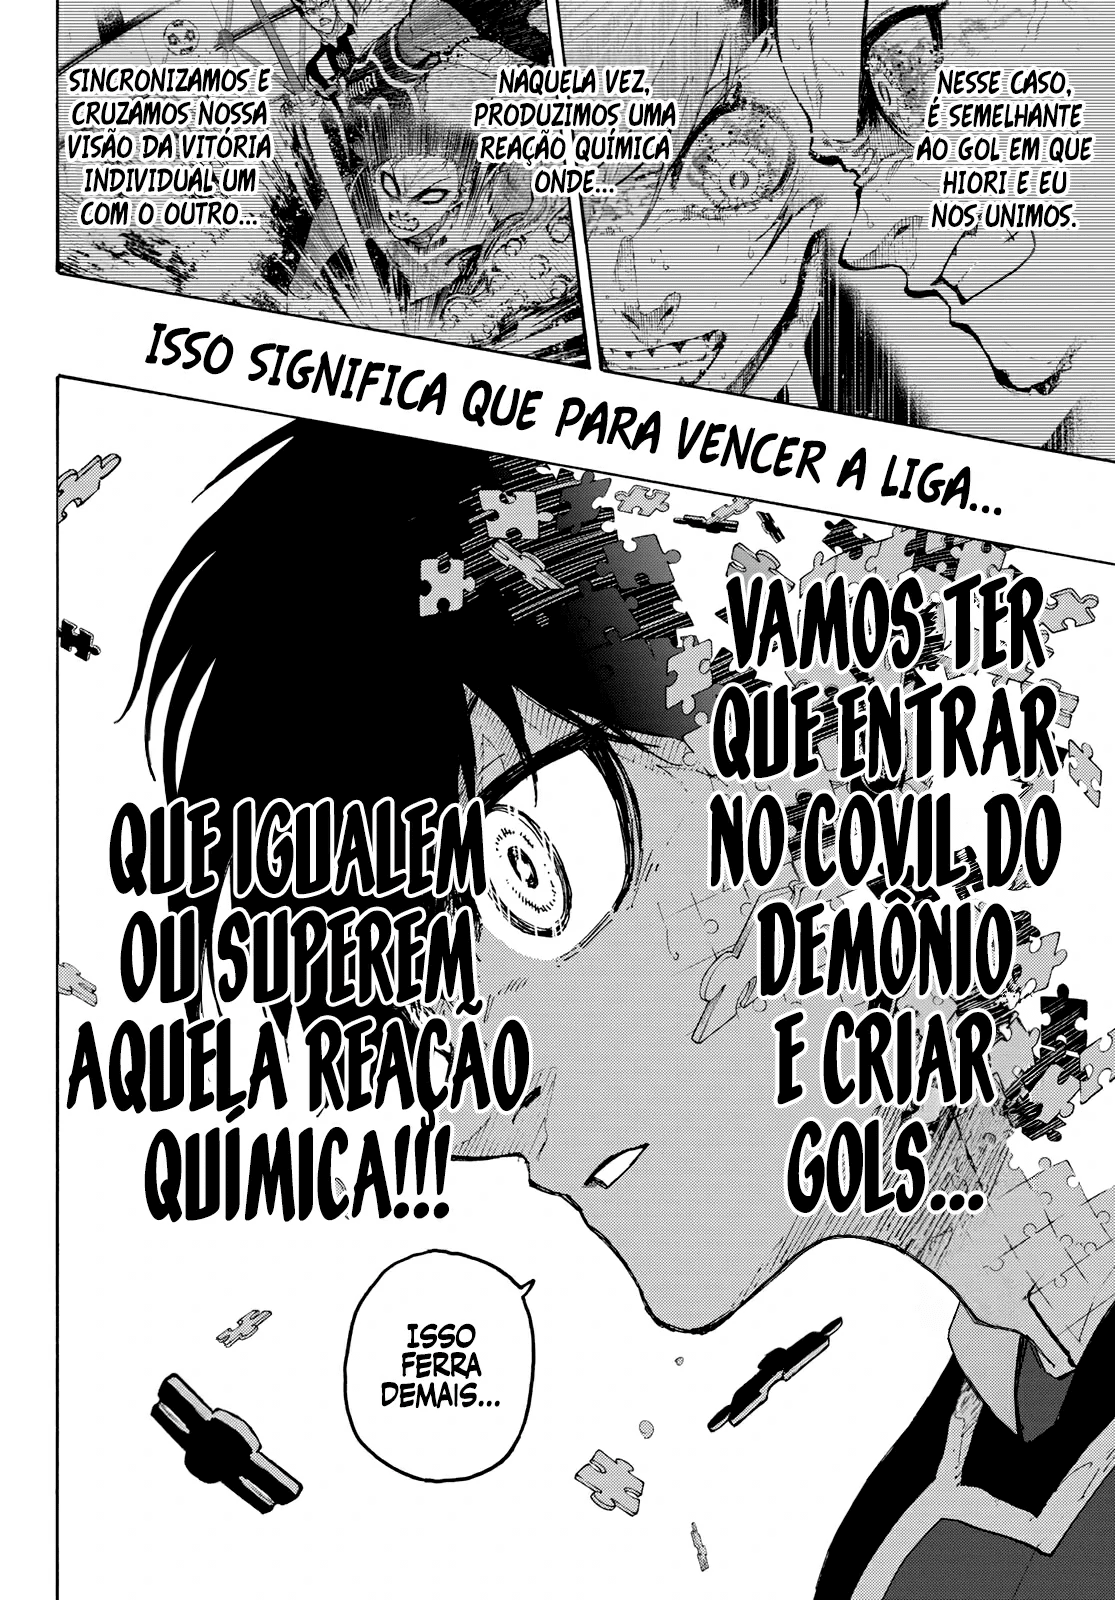 NESSE CASO,
É SEMELHANTE
AO GOL EM QUE
HIORI E EU
NOS UNIMOS.
NAQUELA VEZ,
PRODUZIMOS UMA
REAÇÃO QUÍMICA
ONDE...
SINCRONIZAMOS E
CRUZAMOS NOSSA
VISÃO DA VITÓRIA
INDIVIDUAL UM
COM O OUTRO...
HIORI
ISSO SIGNIFICA QUE PARA VENCER A LIGA...
VAMOS TER
QUE ENTRAR
NO COVIL DO
DEMÔNIO
E CRIAR
GOLS...
QUE IGUALEM
OU SUPEREM
AQUELA REAÇÃO
QUÍMICA!!!
ISSO
FERRA
DEMAIS...